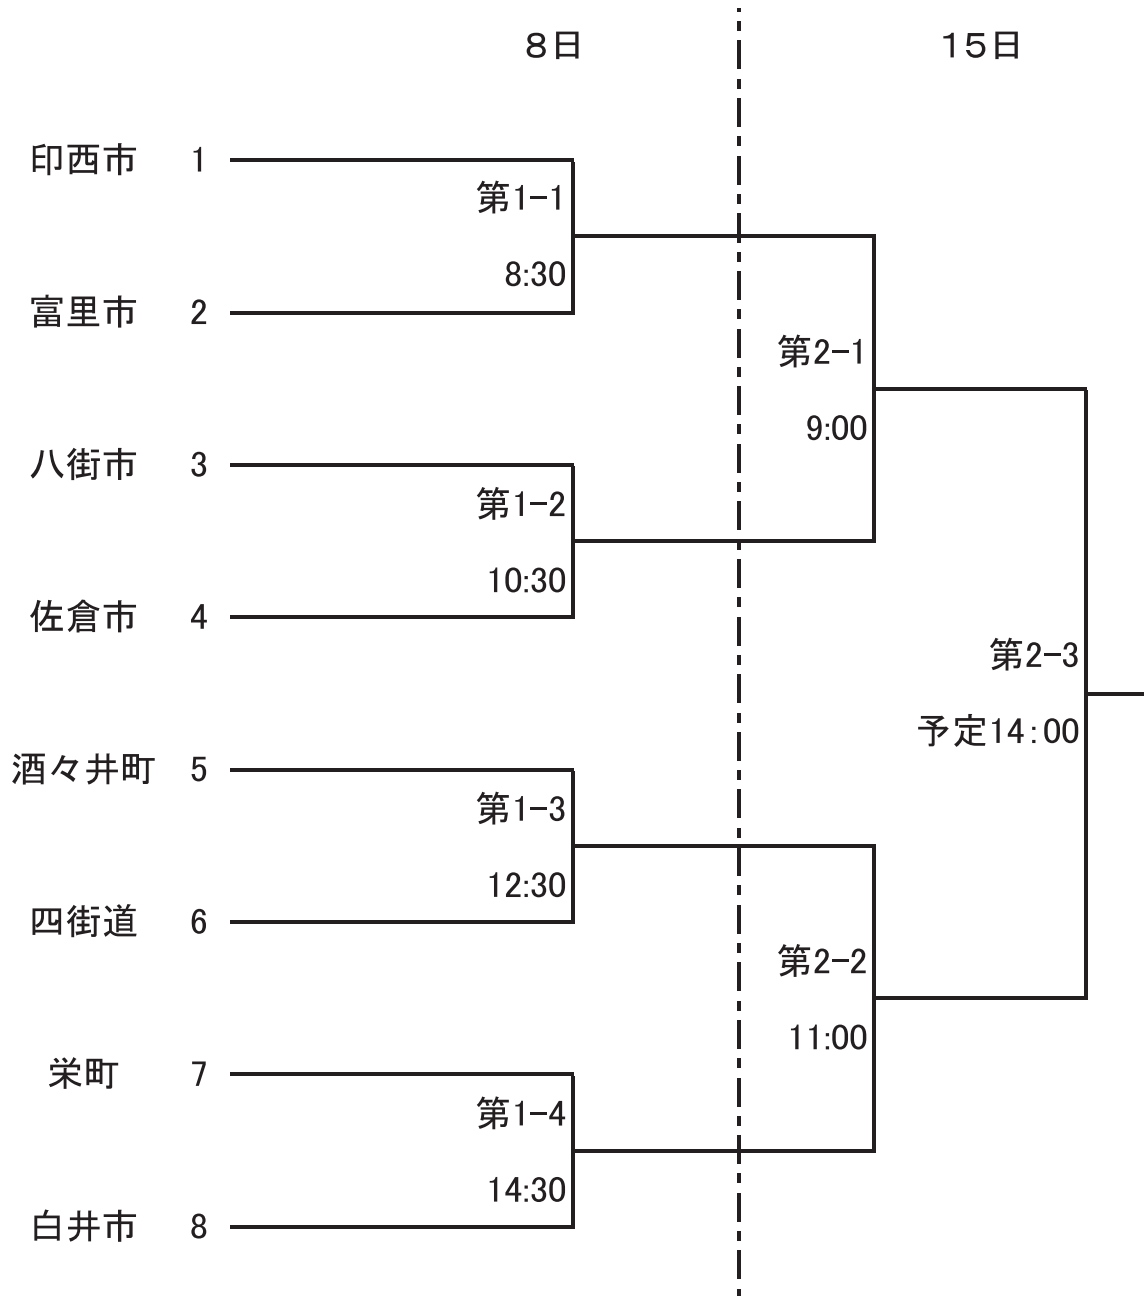 8日
15日
印西市 1
第1-1
8:30
富里市 2
第2-1
9:00
八街市 3
第1-2
10:30
佐倉市 4
第2-3
予定14:00
酒々井町 5
第1-3
12:30
四街道 6
第2-2
11:00
栄町 7
第1-4
14:30
白井市 8